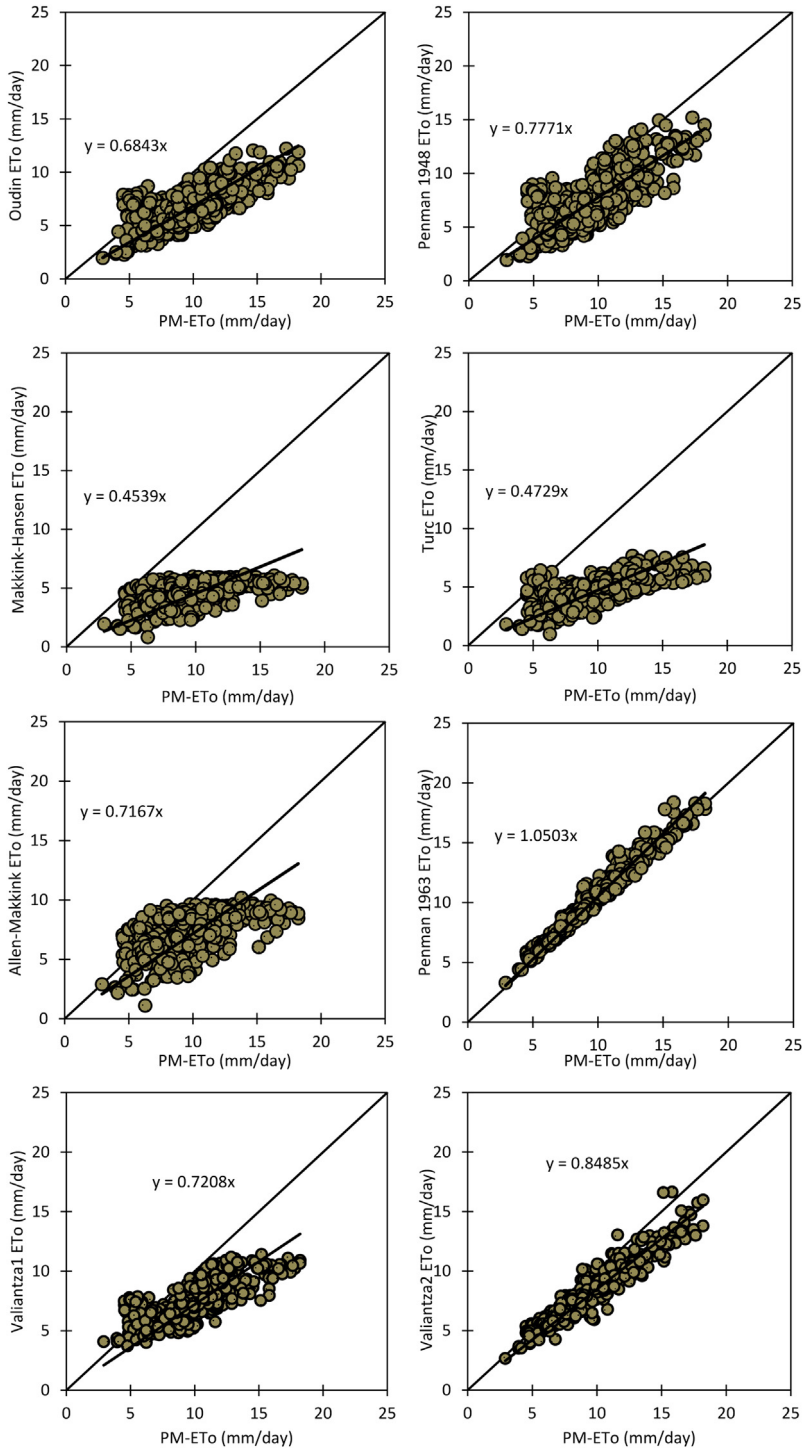 Oudin ETo (mm/day)
25
20
15
10
5
0
y = 0.6843x
0 5 10 15 20 25
PM-ETo (mm/day)
Penman 1948 ETo (mm/day)
25
20
15
10
5
0
y = 0.7771x
0 5 10 15 20 25
PM-ETo (mm/day)
Makkink-Hansen ETo (mm/day)
25
20
15
10
5
0
y = 0.4539x
0 5 10 15 20 25
PM-ETo (mm/day)
Turc ETo (mm/day)
25
20
15
10
5
0
y = 0.4729x
0 5 10 15 20 25
PM-ETo (mm/day)
Allen-Makkink ETo (mm/day)
25
20
15
10
5
0
y = 0.7167x
0 5 10 15 20 25
PM-ETo (mm/day)
Penman 1963 ETo (mm/day)
25
20
15
10
5
0
y = 1.0503x
0 5 10 15 20 25
PM-ETo (mm/day)
Valiantza1 ETo (mm/day)
25
20
15
10
5
0
y = 0.7208x
0 5 10 15 20 25
PM-ETo (mm/day)
Valiantza2 ETo (mm/day)
25
20
15
10
5
0
y = 0.8485x
0 5 10 15 20 25
PM-ETo (mm/day)